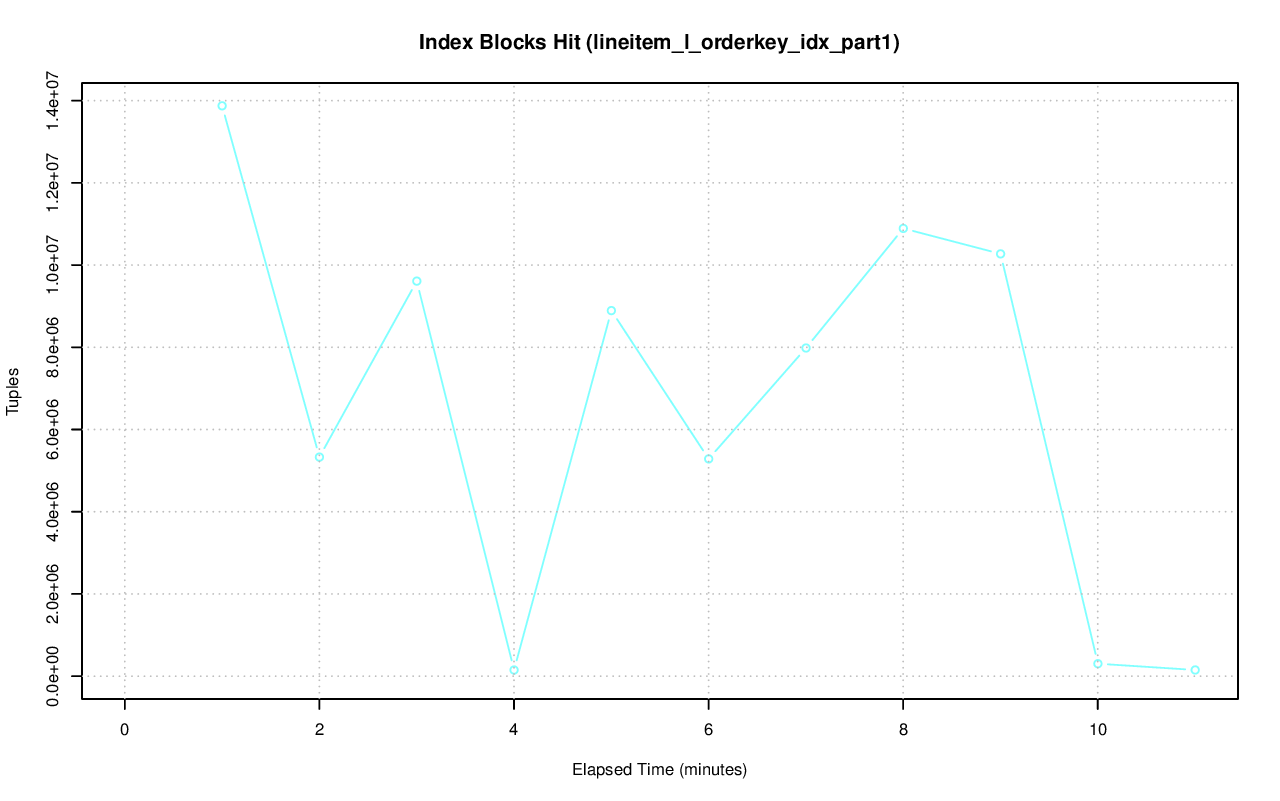 Index Blocks Hit (lineitem_l_orderkey_idx_part1)
Tuples
1.4e+07
1.2e+07
1.0e+07
8.0e+06
6.0e+06
4.0e+06
2.0e+06
0.0e+00
0 2 4 6 8 10
Elapsed Time (minutes)